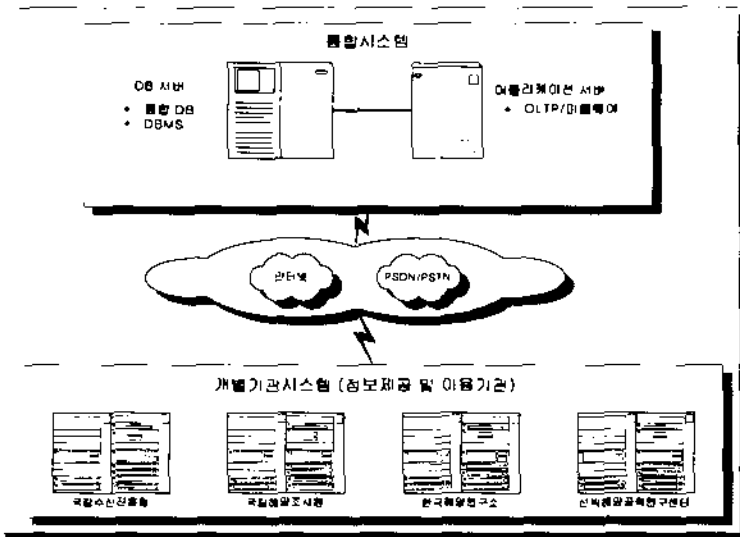 통합시스템
DB 서버
• 통합 DB
• DBMS
어플리케이션 서버
• OLTP/미들웨어
인터넷
PSDN/PSTN
개별기관시스템 (정보제공 및 이용기관)
국립수산진흥원
국립해양조사원
한국해양연구소
선박해양공학연구센터